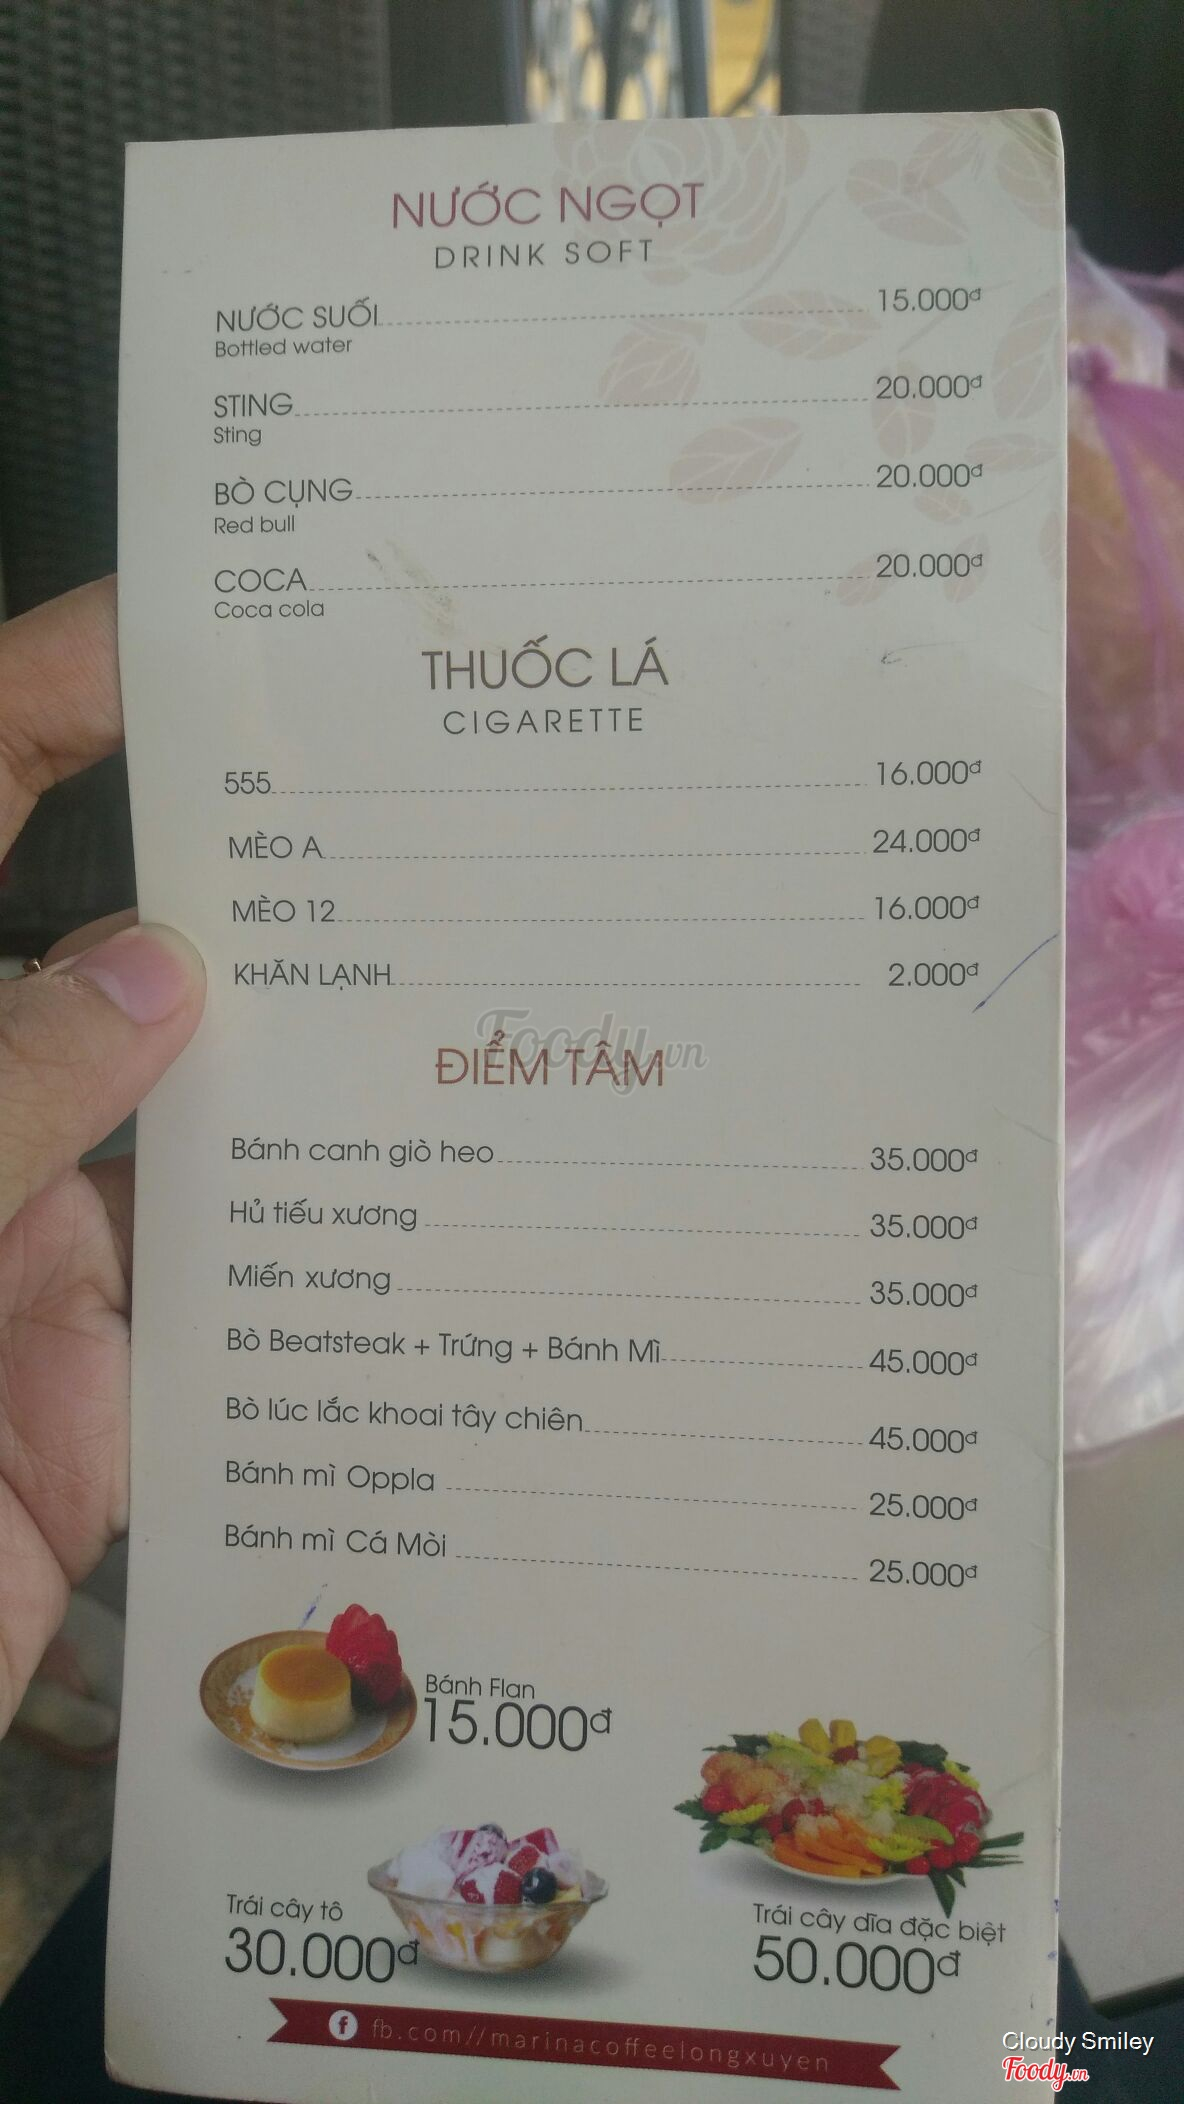 NƯỚC NGỌT
DRINK SOFT
NƯỚC SUỐI 15.000đ
Bottled water
STING 20.000đ
Sting
BÒ CỤNG 20.000đ
Red bull
COCA 20.000đ
Coca cola
THUỐC LÁ
CIGARETTE
555 16.000đ
MÈO A 24.000đ
MÈO 12 16.000đ
KHĂN LẠNH 2.000đ
Foody.vn
ĐIỂM TÂM
Bánh canh giò heo 35.000đ
Hủ tiếu xương 35.000đ
Miến xương 35.000đ
Bò Beatsteak + Trứng + Bánh Mì 45.000đ
Bò lúc lắc khoai tây chiên 45.000đ
Bánh mì Oppla 25.000đ
Bánh mì Cá Mòi 25.000đ
Bánh Flan
15.000đ
Trái cây tô
30.000đ
Trái cây dĩa đặc biệt
50.000đ
f fb.com//marinacoffeelongxuyen
Cloudy Smiley
Foody.vn